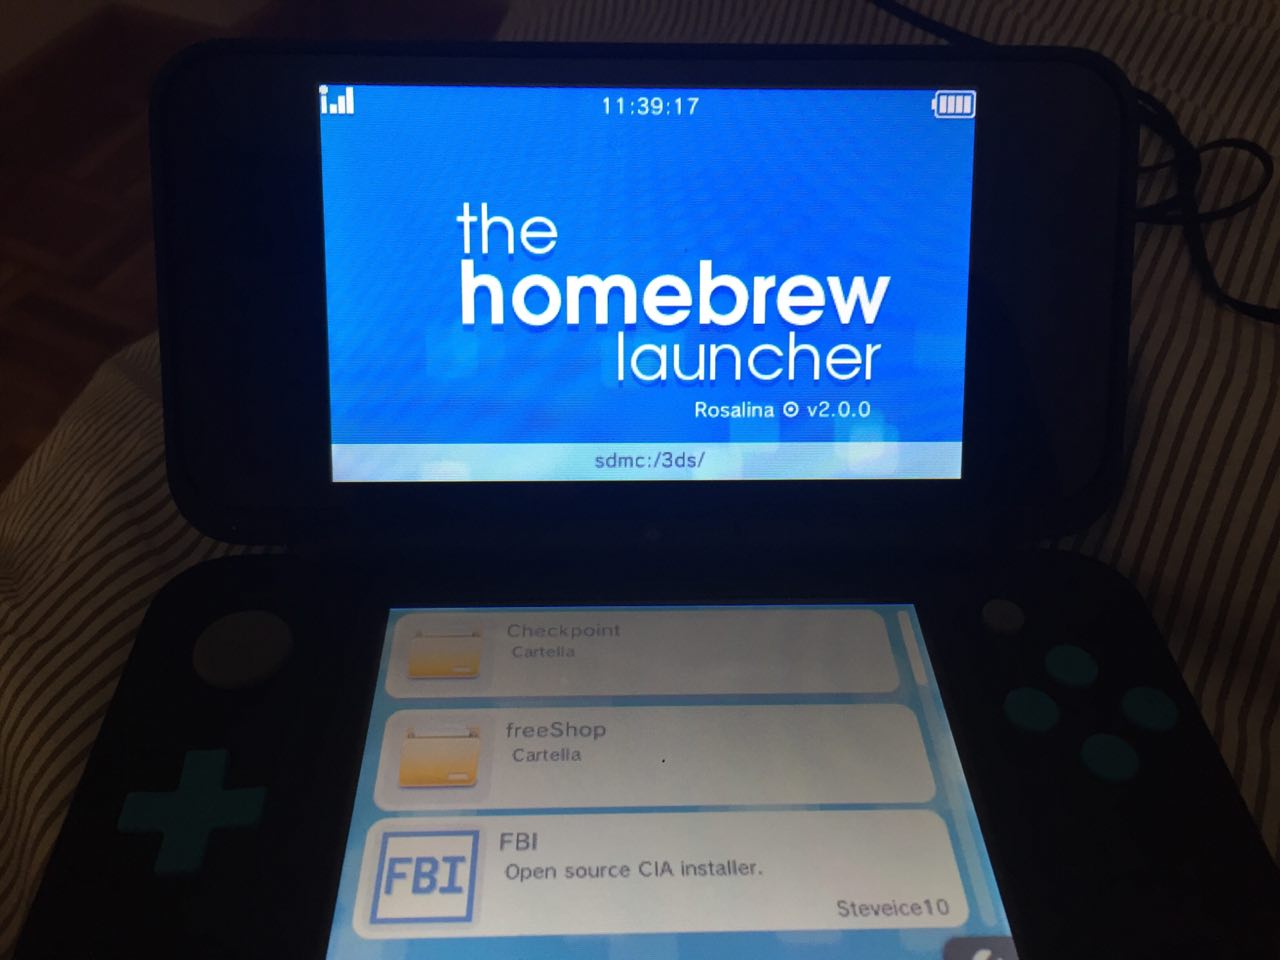 11:39:17
the
homebrew
launcher
Rosalina v2.0.0
sdmc:/3ds/
Checkpoint
Cartella
freeShop
Cartella
FBI
FBI
Open source CIA installer.
Steveice10